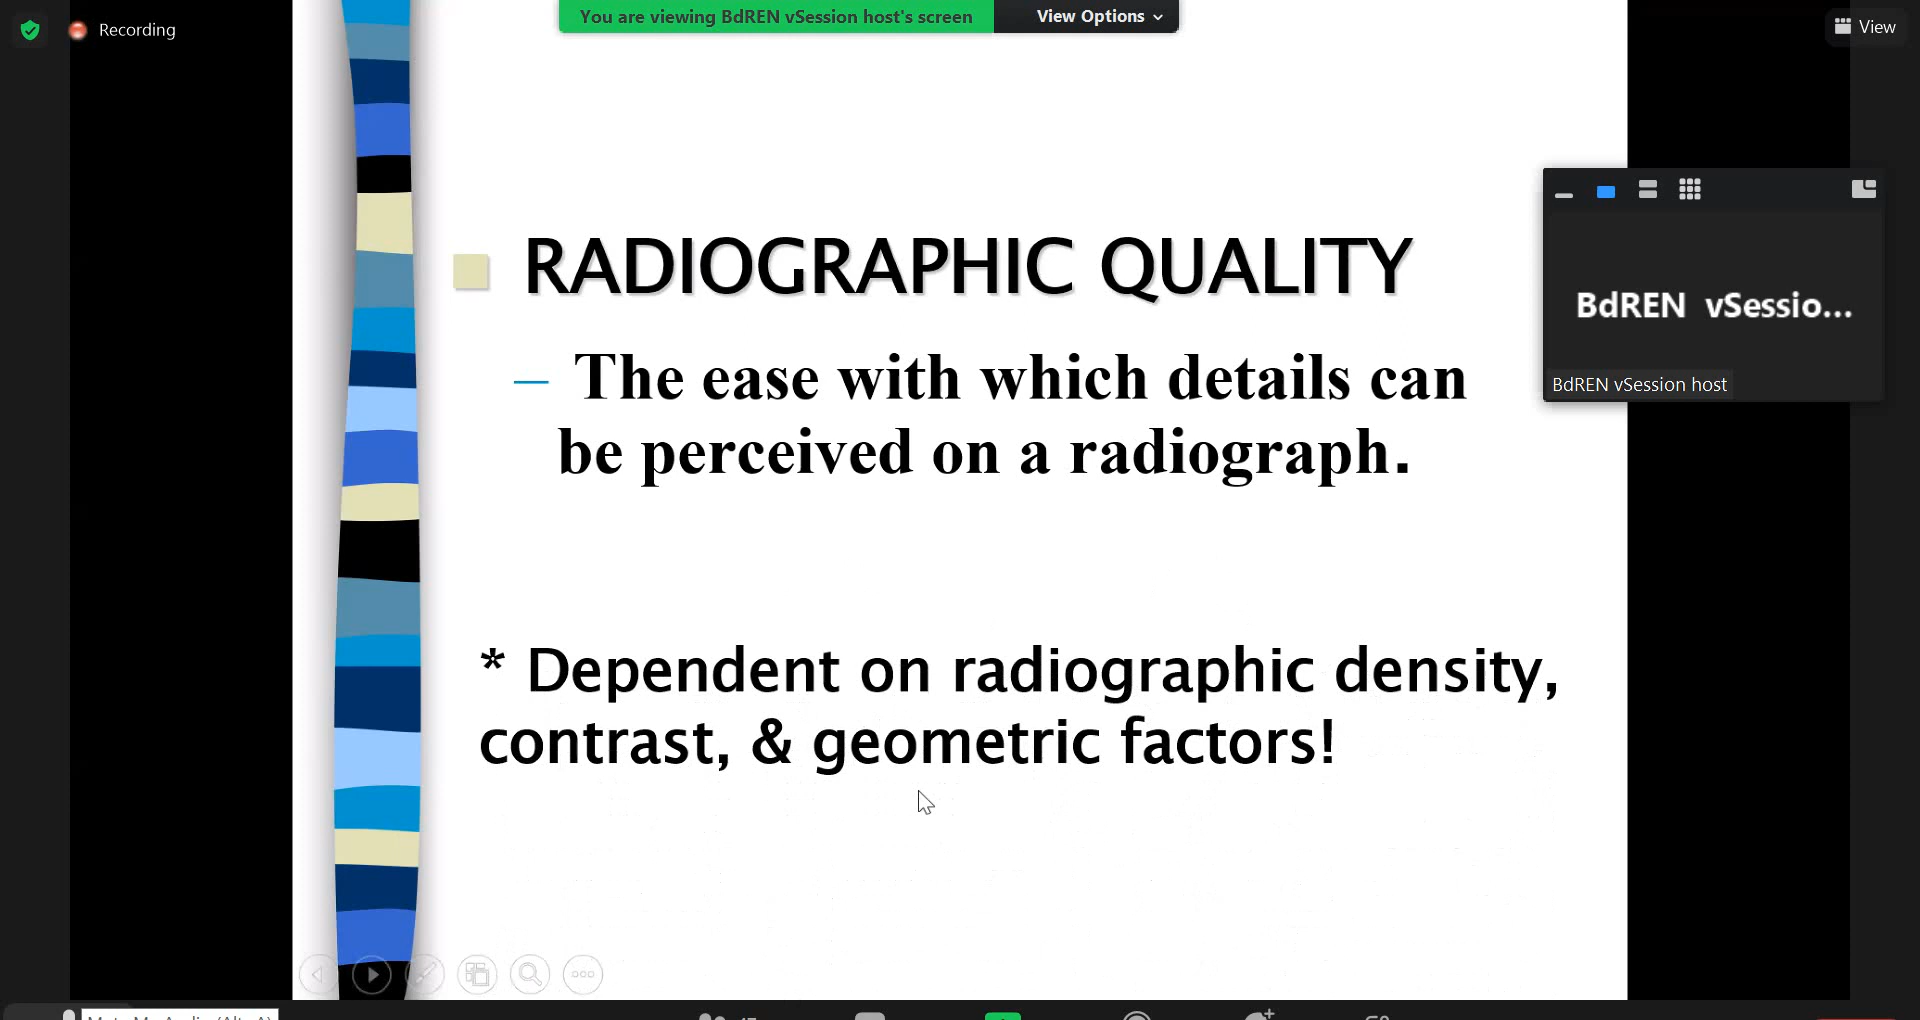 Recording
You are viewing BdREN vSession host's screen
View Options
View
RADIOGRAPHIC QUALITY
– The ease with which details can
be perceived on a radiograph.
BdREN vSessio...
BdREN vSession host
* Dependent on radiographic density,
contrast, & geometric factors!